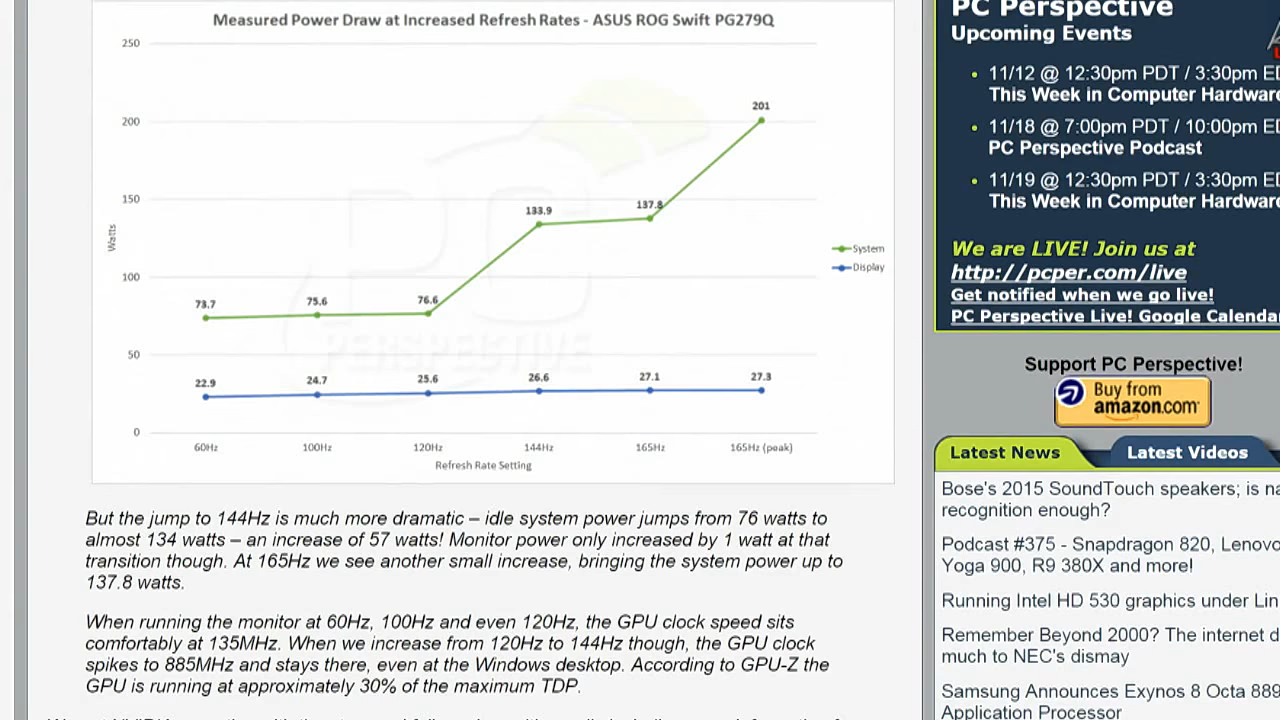 Measured Power Draw at Increased Refresh Rates - ASUS ROG Swift PG279Q
250
200
150
100
50
0
Watts
201
133.9
137.8
73.7
75.6
76.6
22.9
24.7
25.6
26.6
27.1
27.3
System
Display
60Hz
100Hz
120Hz
144Hz
165Hz
165Hz (peak)
Refresh Rate Setting
PC
PERSPECTIVE
But the jump to 144Hz is much more dramatic – idle system power jumps from 76 watts to
almost 134 watts – an increase of 57 watts! Monitor power only increased by 1 watt at that
transition though. At 165Hz we see another small increase, bringing the system power up to
137.8 watts.
When running the monitor at 60Hz, 100Hz and even 120Hz, the GPU clock speed sits
comfortably at 135MHz. When we increase from 120Hz to 144Hz though, the GPU clock
spikes to 885MHz and stays there, even at the Windows desktop. According to GPU-Z the
GPU is running at approximately 30% of the maximum TDP.
PC Perspective
Upcoming Events
11/12 @ 12:30pm PDT / 3:30pm
This Week in Computer Hardware
11/18 @ 7:00pm PDT / 10:00pm
PC Perspective Podcast
11/19 @ 12:30pm PDT / 3:30pm
This Week in Computer Hardware
We are LIVE! Join us at
http://pcper.com/live
Get notified when we go live!
PC Perspective Live! Google Calenda
Support PC Perspective!
Buy from
amazon.com
Latest News
Latest Videos
Bose's 2015 SoundTouch speakers; is
recognition enough?
Podcast #375 - Snapdragon 820, Lenovo
Yoga 900, R9 380X and more!
Running Intel HD 530 graphics under
Remember Beyond 2000? The internet
much to NEC's dismay
Samsung Announces Exynos 8 Octa
Application Processor